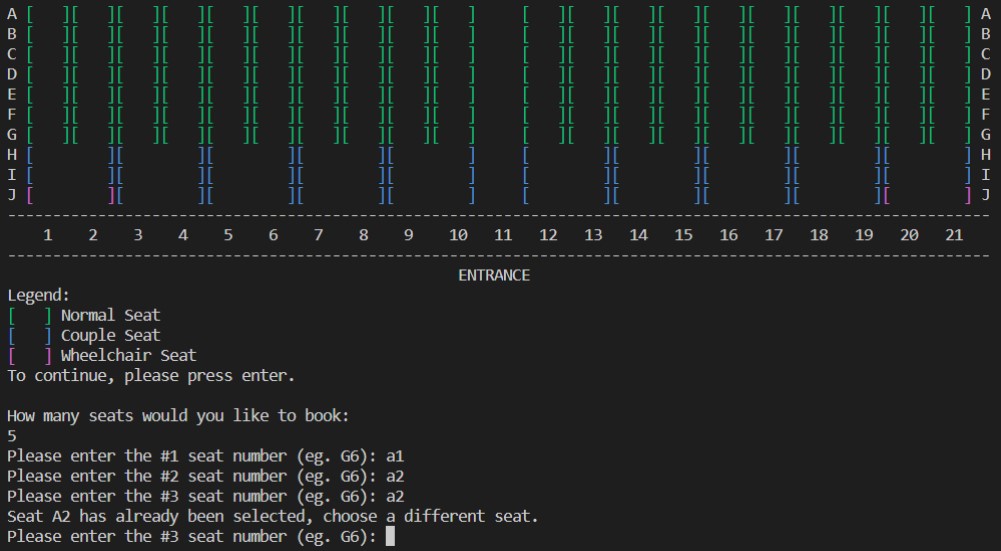 A [   ][   ][   ][   ][   ][   ][   ][   ][   ][   ]     [   ][   ][   ][   ][   ][   ][   ][   ][   ][   ] A
B [   ][   ][   ][   ][   ][   ][   ][   ][   ][   ]     [   ][   ][   ][   ][   ][   ][   ][   ][   ][   ] B
C [   ][   ][   ][   ][   ][   ][   ][   ][   ][   ]     [   ][   ][   ][   ][   ][   ][   ][   ][   ][   ] C
D [   ][   ][   ][   ][   ][   ][   ][   ][   ][   ]     [   ][   ][   ][   ][   ][   ][   ][   ][   ][   ] D
E [   ][   ][   ][   ][   ][   ][   ][   ][   ][   ]     [   ][   ][   ][   ][   ][   ][   ][   ][   ][   ] E
F [   ][   ][   ][   ][   ][   ][   ][   ][   ][   ]     [   ][   ][   ][   ][   ][   ][   ][   ][   ][   ] F
G [   ][   ][   ][   ][   ][   ][   ][   ][   ][   ]     [   ][   ][   ][   ][   ][   ][   ][   ][   ][   ] G
H [        ][        ][        ][        ][        ]     [        ][        ][        ][        ][        ] H
I [        ][        ][        ][        ][        ]     [        ][        ][        ][        ][        ] I
J [        ][        ][        ][        ][        ]     [        ][        ][        ][        ][        ] J
-------------------------------------------------------------------------------------------------------------
1 2 3 4 5 6 7 8 9 10 11 12 13 14 15 16 17 18 19 20 21
-------------------------------------------------------------------------------------------------------------
ENTRANCE
Legend:
[   ] Normal Seat
[   ] Couple Seat
[   ] Wheelchair Seat
To continue, please press enter.
How many seats would you like to book:
5
Please enter the #1 seat number (eg. G6): a1
Please enter the #2 seat number (eg. G6): a2
Please enter the #3 seat number (eg. G6): a2
Seat A2 has already been selected, choose a different seat.
Please enter the #3 seat number (eg. G6):